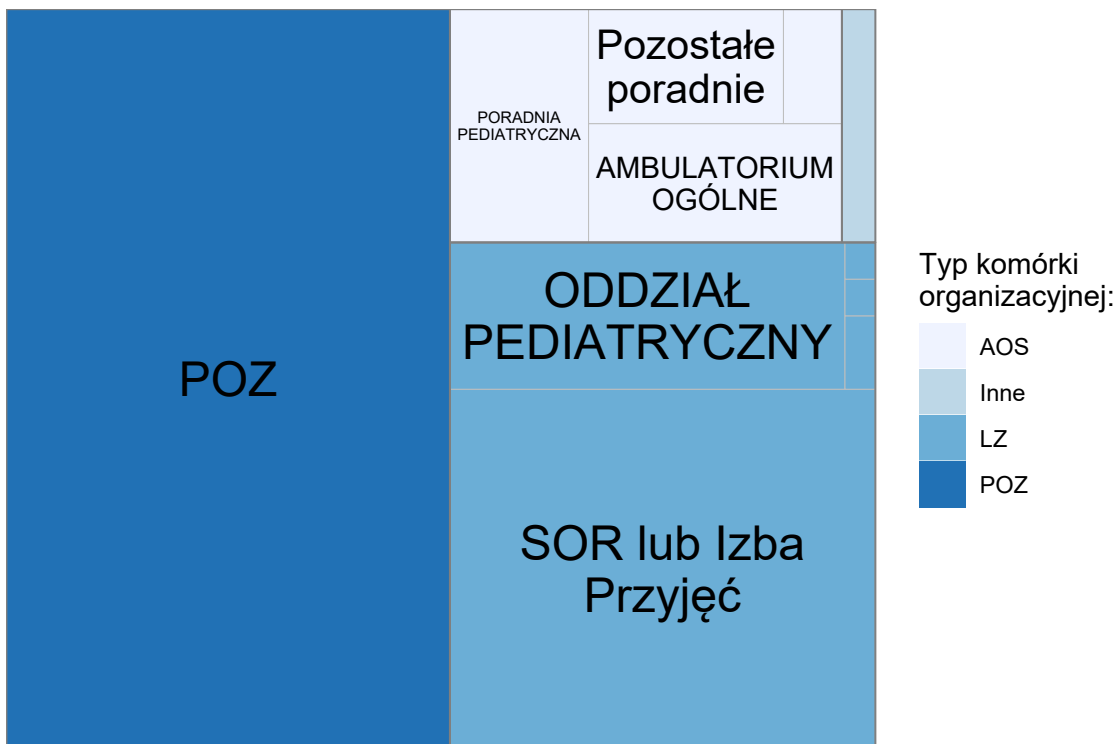 POZ
PORADNIA
PEDIATRYCZNA
Pozostałe
poradnie
AMBULATORIUM
OGÓLNE
ODDZIAŁ
PEDIATRYCZNY
SOR lub Izba
Przyjęć
Typ komórki
organizacyjnej:
AOS
Inne
LZ
POZ